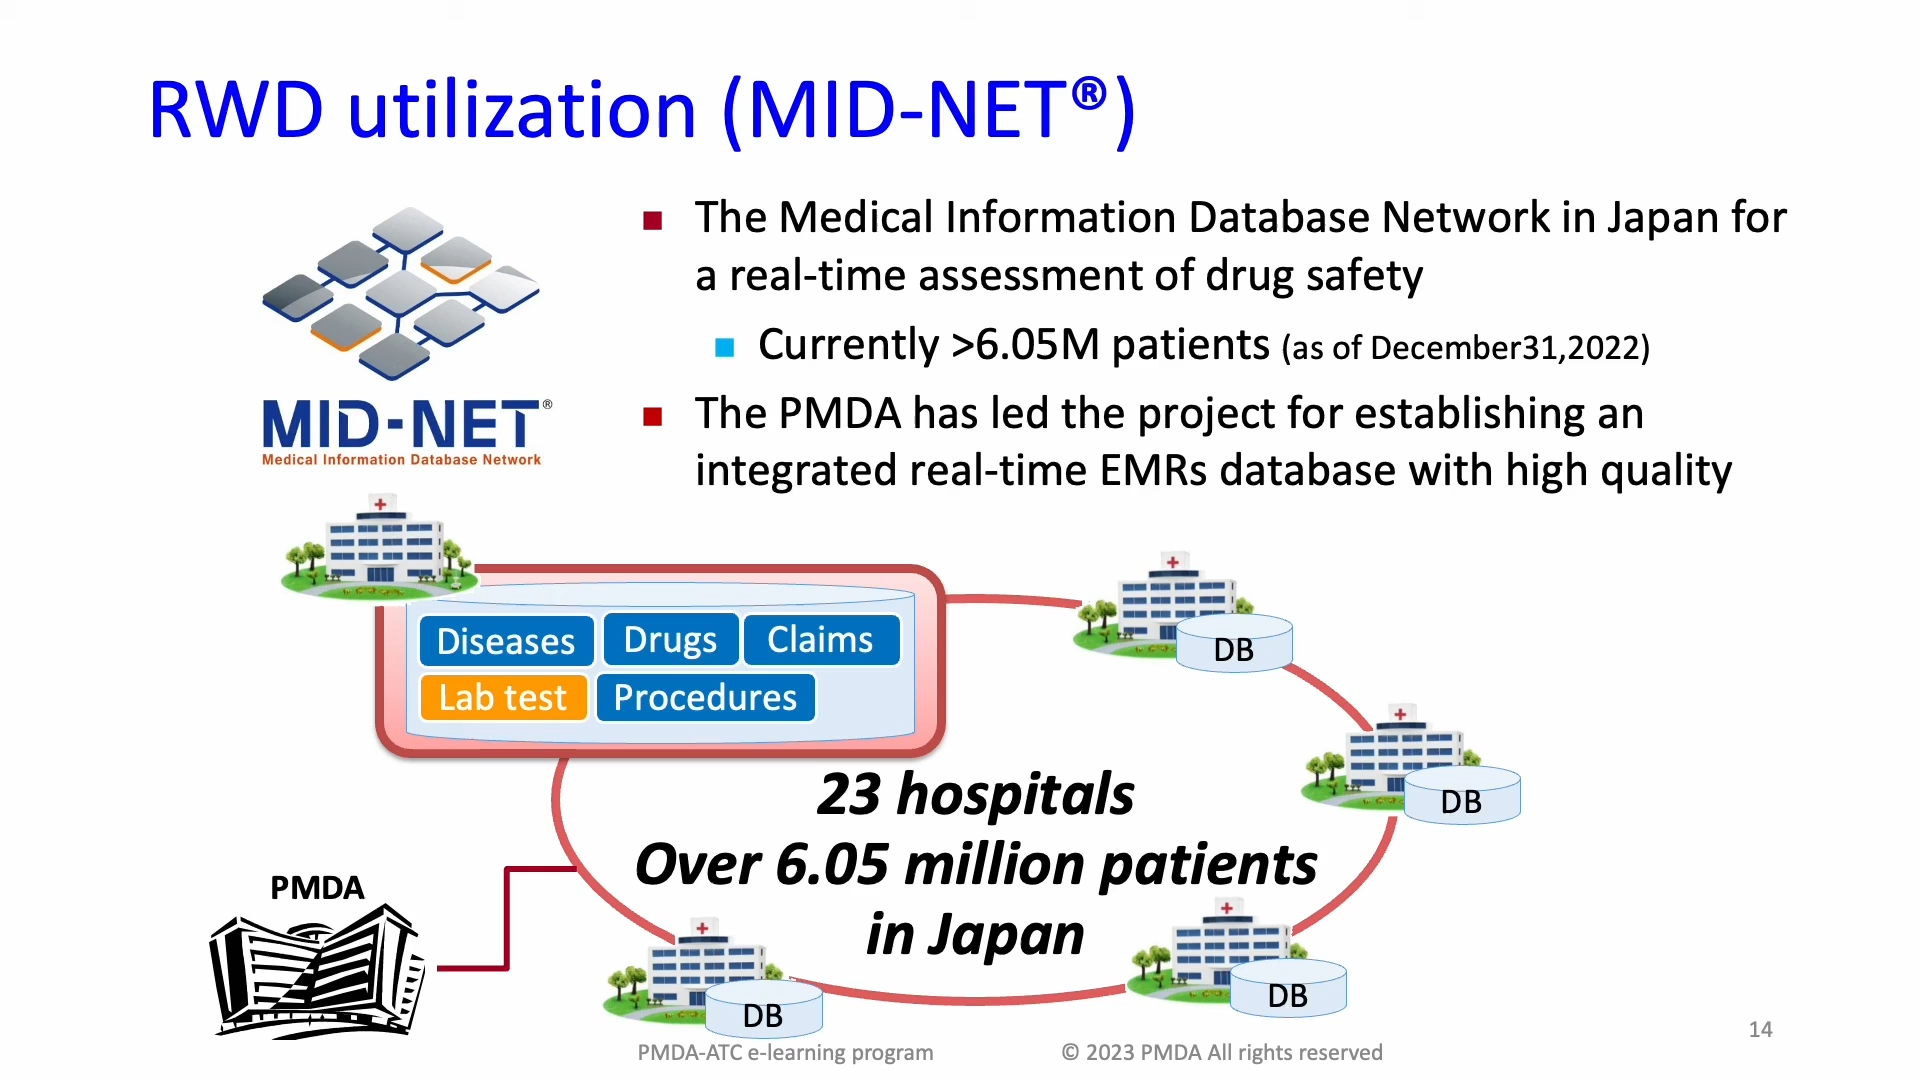 RWD utilization (MID-NET®)
The Medical Information Database Network in Japan for
a real-time assessment of drug safety
Currently >6.05M patients (as of December31,2022)
The PMDA has led the project for establishing an
integrated real-time EMRs database with high quality
MID-NET®
Medical Information Database Network
Diseases Drugs Claims
Lab test Procedures
DB
DB
23 hospitals
Over 6.05 million patients
in Japan
PMDA
DB
DB
PMDA-ATC e-learning program © 2023 PMDA All rights reserved
14